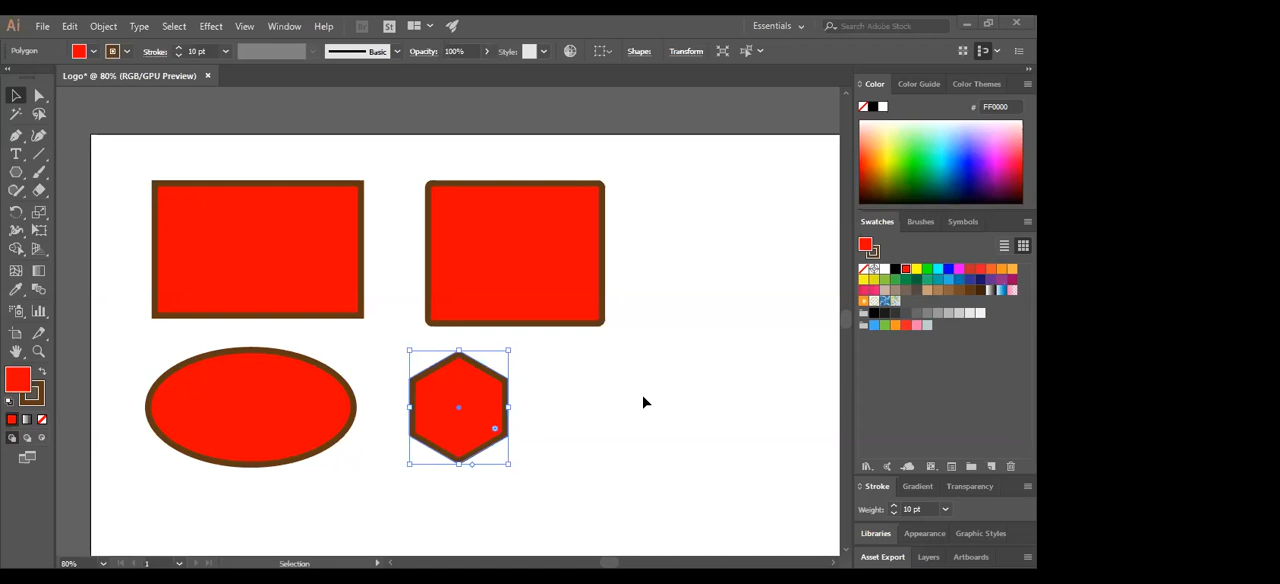 Ai File Edit Object Type Select Effect View Window Help Br St Essentials Search Adobe Stock
Polygon Stroke: 10 pt Basic Opacity: 100% Style: Shape: Transform
Logo* @ 80% (RGB/GPU Preview) ×
Color Color Guide Color Themes
# FF0000
Swatches Brushes Symbols
Stroke Gradient Transparency
Weight: 10 pt
Libraries Appearance Graphic Styles
Asset Export Layers Artboards
80% 1 Selection